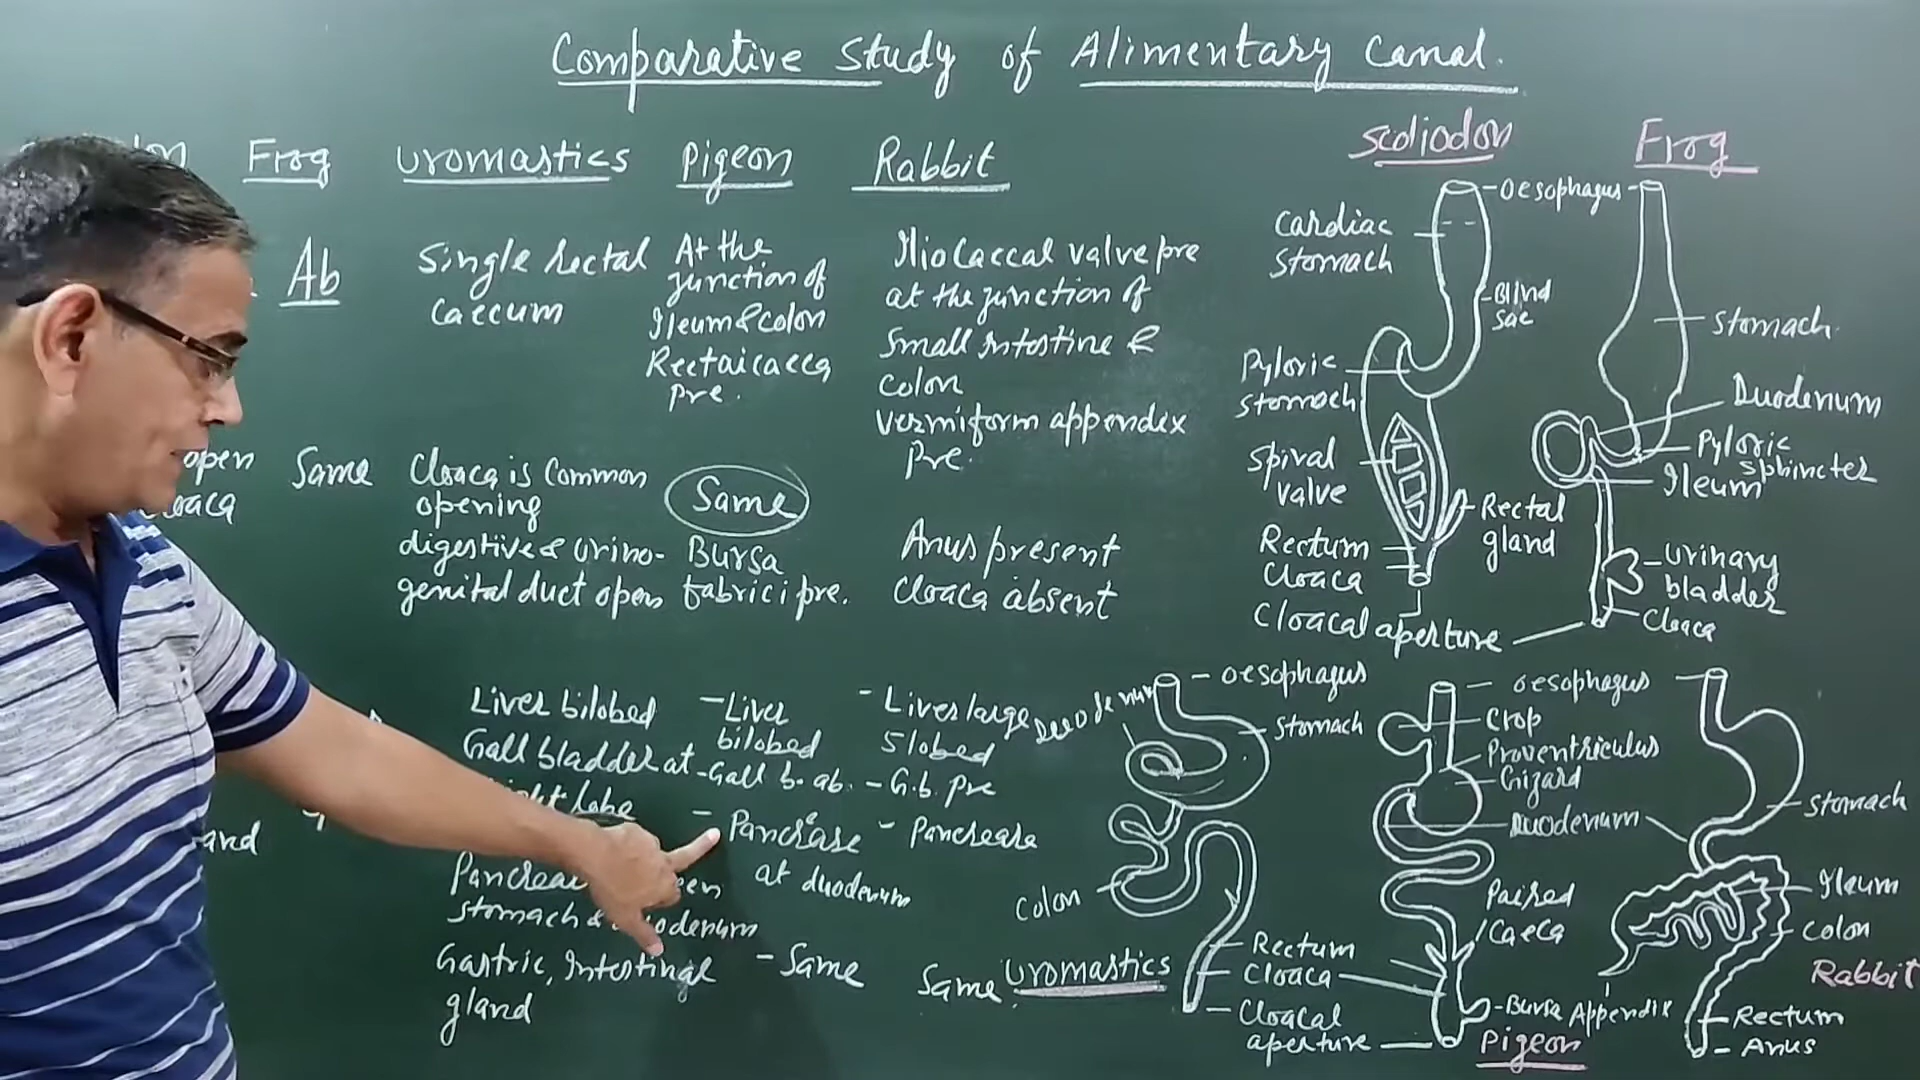 Comparative Study of Alimentary Canal.
Frog uromastics Pigeon Rabbit
Ab
Single rectal
caecum
At the
junction of
Ileum & colon
Rectaicaeca
pre.
Iliocaecal valve pre
at the junction of
Small Intestine &
colon
vermiform appendix
Pre.
open
Same
Cloaca is common
opening
digestive & urino-
genital duct open
Same
Bursa
fabrici pre.
Anus present
Cloaca absent
Liver bilobed
Gall bladder at
stomach &
Gastric, Intestinal
gland
- Liver
bilobed
- Gall b. ab.
- Pancrease
at duodenum
- Same
- Liver large
5 lobed
- G.b. pre
- Pancrease
Same
and
Scoliodon
Oesophagus
Cardiac
stomach
Blind
sac
Pyloric
stomach
Spiral
valve
Rectal
gland
Rectum
Cloaca
Cloacal aperture
Frog
Stomach
Duodenum
Pyloric
sphincter
Ileum
urinary
bladder
Cloaca
Oesophagus
Stomach
Colon
Rectum
Cloaca
Cloacal
aperture
uromastics
Oesophagus
Crop
Proventriculus
Gizard
Duodenum
Paired
Caeca
Bursa
Pigeon
Stomach
Ileum
Colon
Rabbit
Appendix
Rectum
Anus